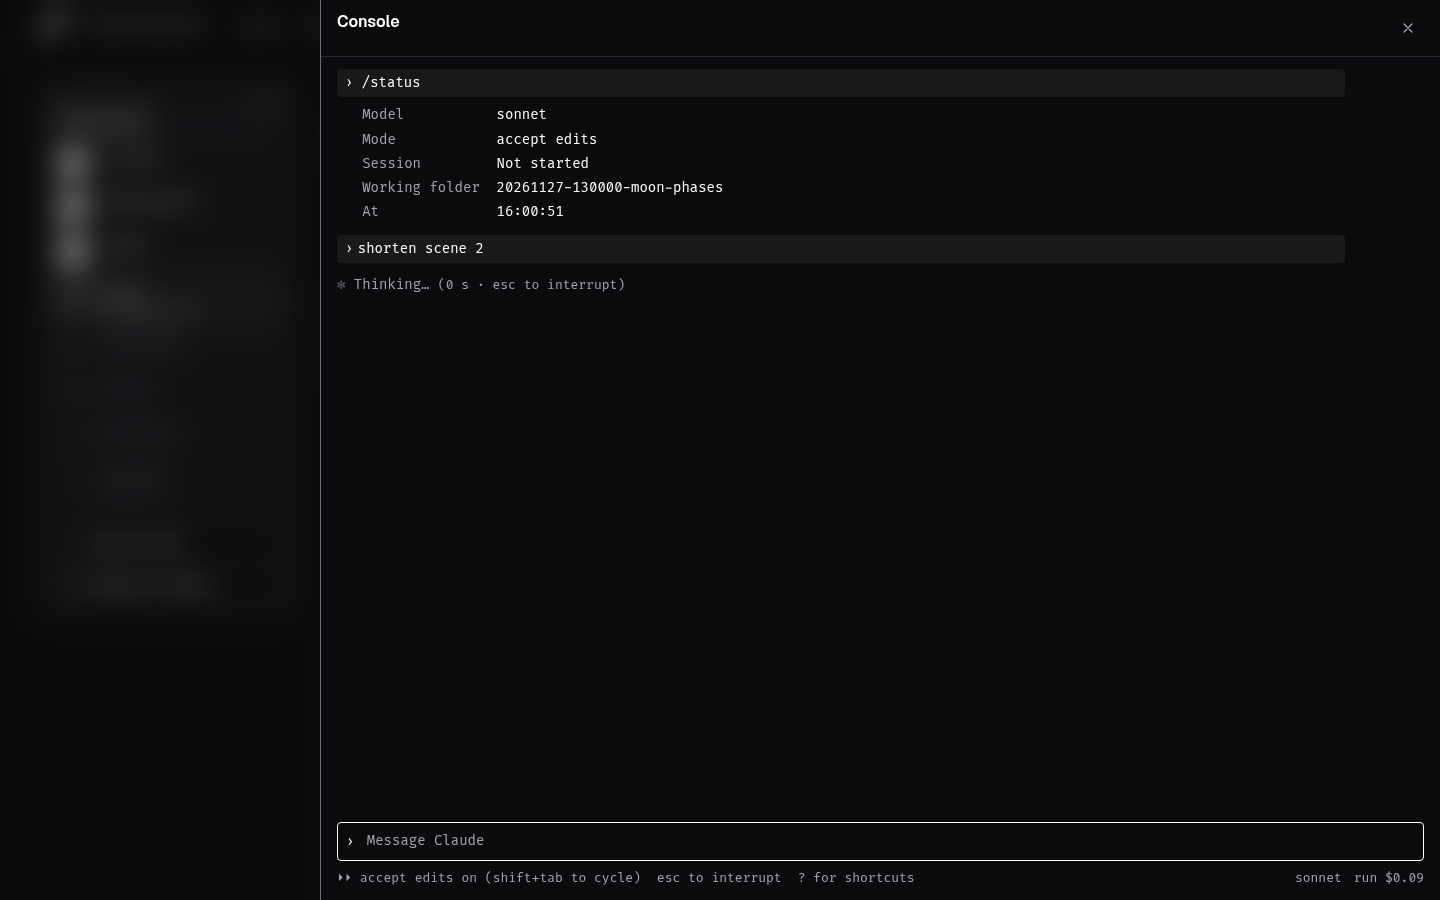 Console
› /status
Model sonnet
Mode accept edits
Session Not started
Working folder 20261127-130000-moon-phases
At 16:00:51
› shorten scene 2
✻ Thinking… (0 s · esc to interrupt)
› Message Claude
⏵⏵ accept edits on (shift+tab to cycle) esc to interrupt ? for shortcuts sonnet run $0.09